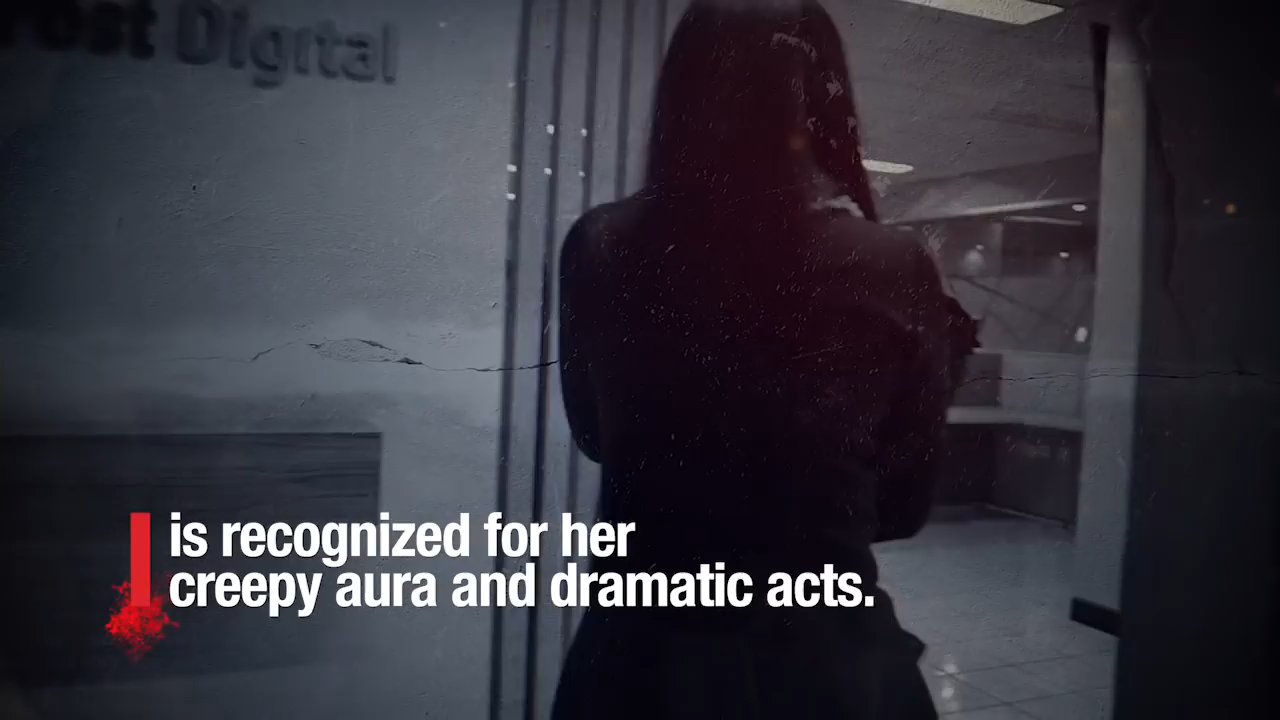 Digital
is recognized for her
creepy aura and dramatic acts.